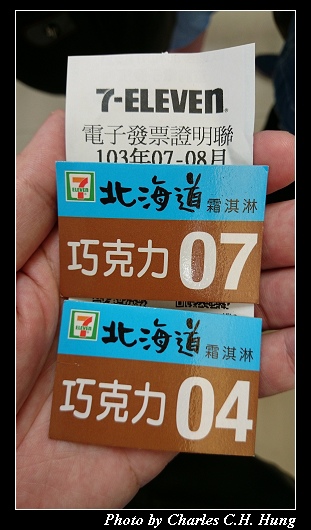 7-ELEVEN
電子發票證明聯
103年07-08月
7
ELEVEN
北海道 霜淇淋
巧克力 07
7
ELEVEN
北海道 霜淇淋
巧克力 04
Photo by Charles C.H. Hung